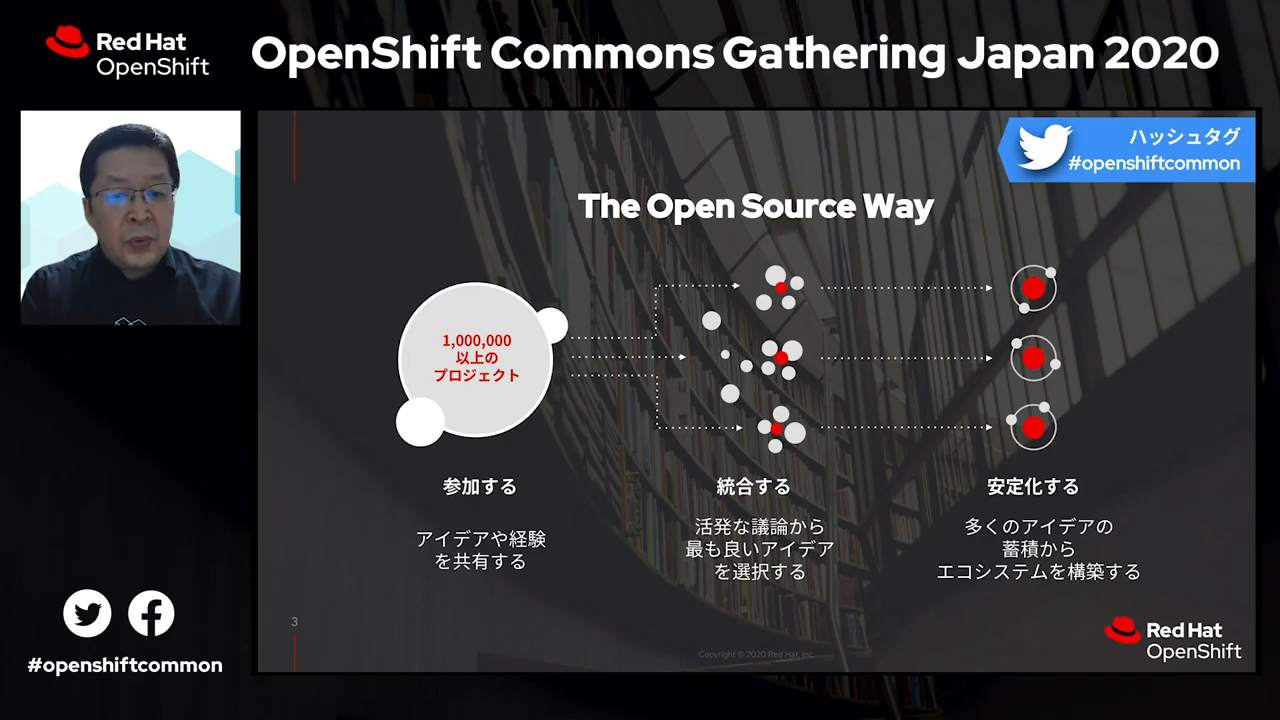 Red Hat
OpenShift
OpenShift Commons Gathering Japan 2020
ハッシュタグ
#openshiftcommon
The Open Source Way
1,000,000
以上の
プロジェクト
参加する
アイデアや経験
を共有する
統合する
活発な議論から
最も良いアイデア
を選択する
安定化する
多くのアイデアの
蓄積から
エコシステムを構築する
#openshiftcommon
3
Copyright © 2020 Red Hat, Inc.
Red Hat
OpenShift